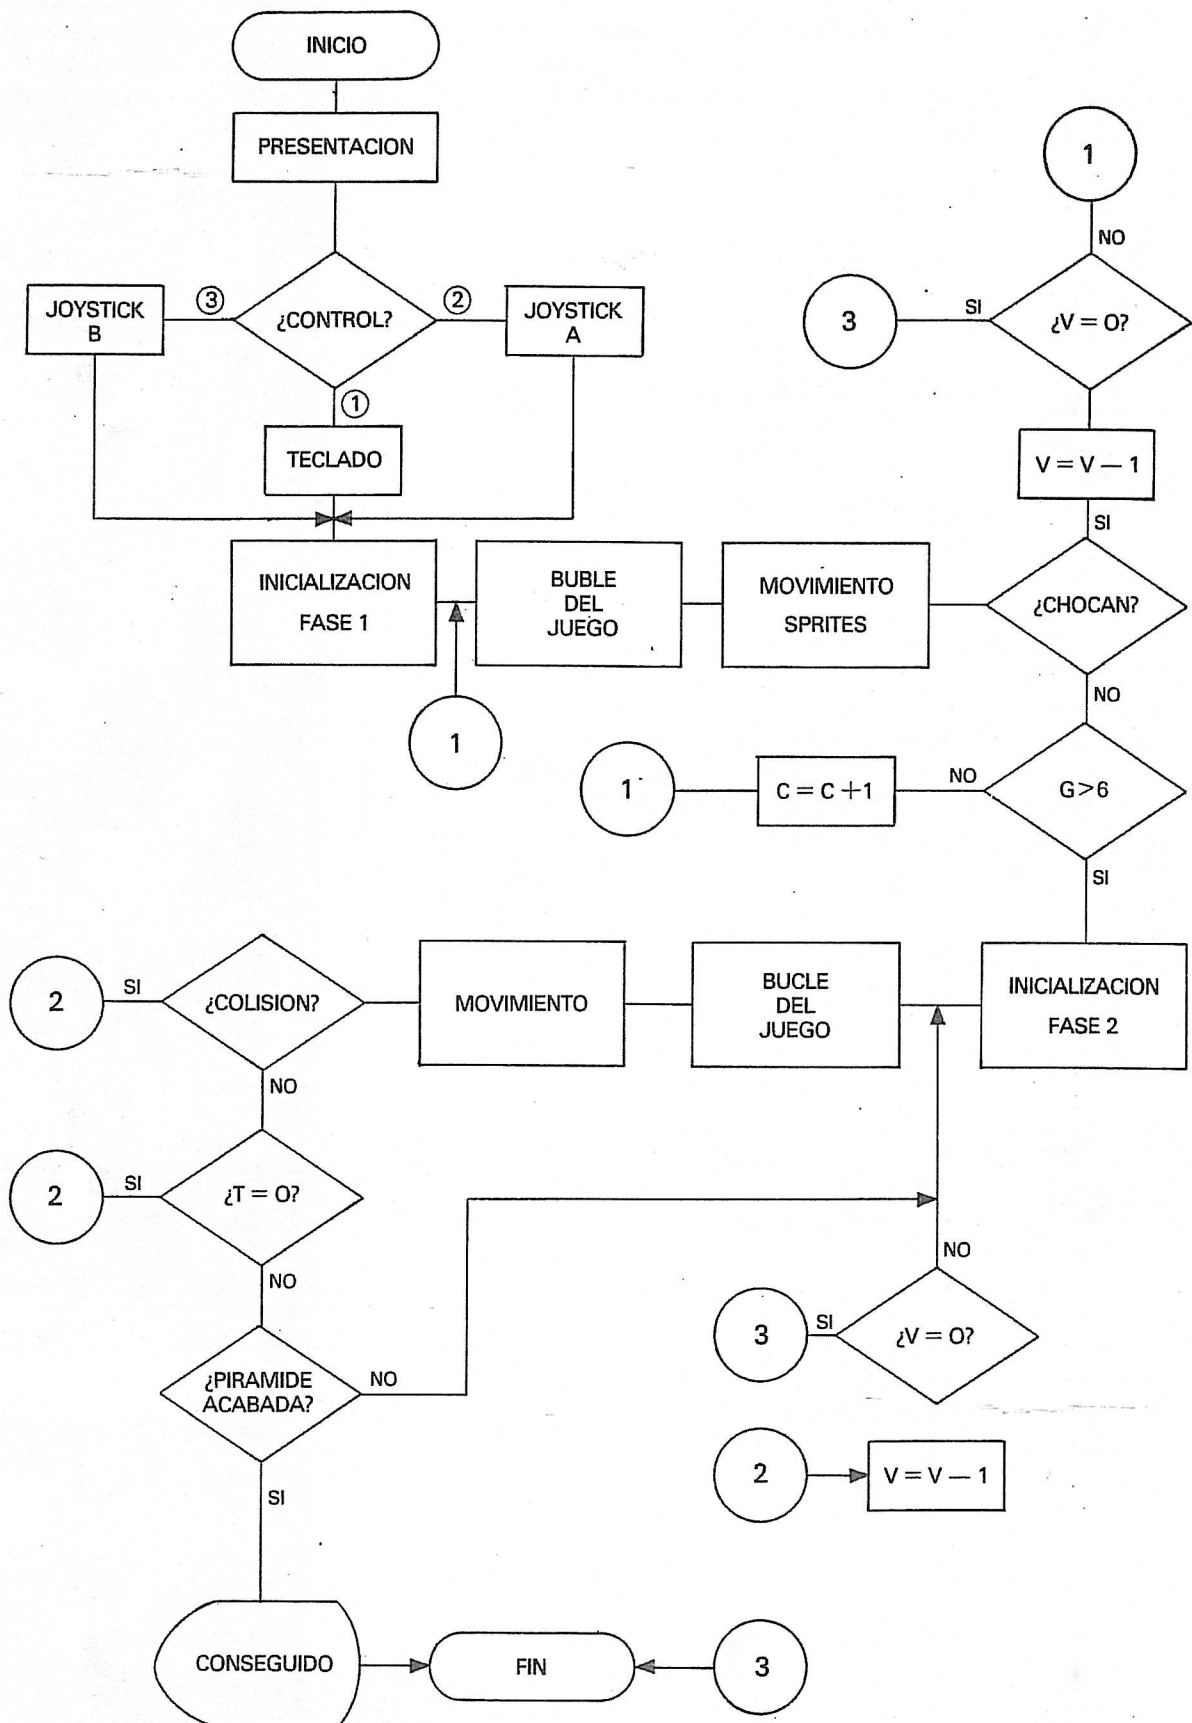 INICIO
PRESENTACION
¿CONTROL?
③
②
①
JOYSTICK
B
JOYSTICK
A
TECLADO
INICIALIZACION
FASE 1
1
BUBLE
DEL
JUEGO
MOVIMIENTO
SPRITES
¿CHOCAN?
SI
V = V — 1
¿V = O?
NO
1
SI
3
NO
G>6
NO
C = C +1
1
SI
INICIALIZACION
FASE 2
BUCLE
DEL
JUEGO
MOVIMIENTO
¿COLISION?
SI
2
NO
¿T = O?
SI
2
NO
¿PIRAMIDE
ACABADA?
NO
NO
¿V = O?
SI
3
2
V = V — 1
SI
CONSEGUIDO
FIN
3